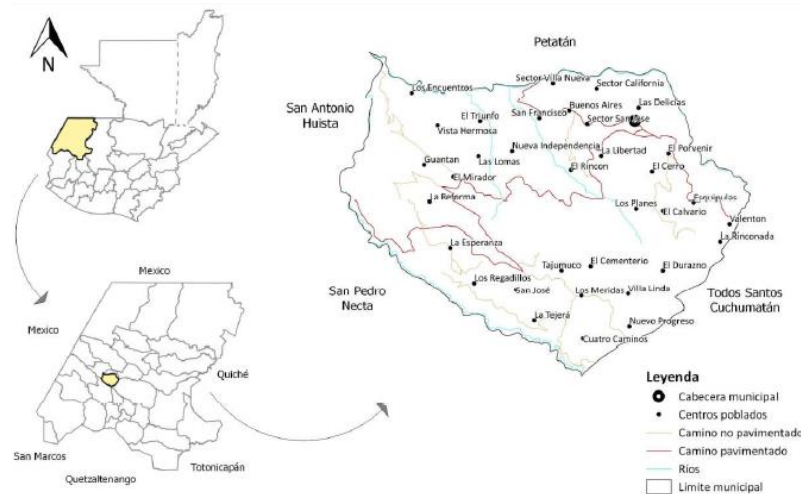 N
Petatán
San Antonio
Huista
Sector Villa Nueva
Sector California
Los Encuentros
Buenos Aires
Las Delicias
El Triunfo
San Francisco
Vista Hermosa
Nueva Independencia
La Libertad
El Porvenir
Guantan
Las Lomas
El Rincon
El Cerro
El Mirador
La Reforma
Los Planes
Esquipulas
El Calvario
Valenton
La Rinconada
La Esperanza
Tajumuco
El Cementerio
El Durazno
San Pedro
Necta
Los Regadillos
San José
Los Meridas
Villa Linda
Todos Santos
Cuchumatán
La Tejerá
Nuevo Progreso
Cuatro Caminos
Mexico
Mexico
Quiché
San Marcos
Totonicapán
Quetzaltenango
Leyenda
Cabecera municipal
Centros poblados
Camino no pavimentado
Camino pavimentado
Ríos
Limite municipal